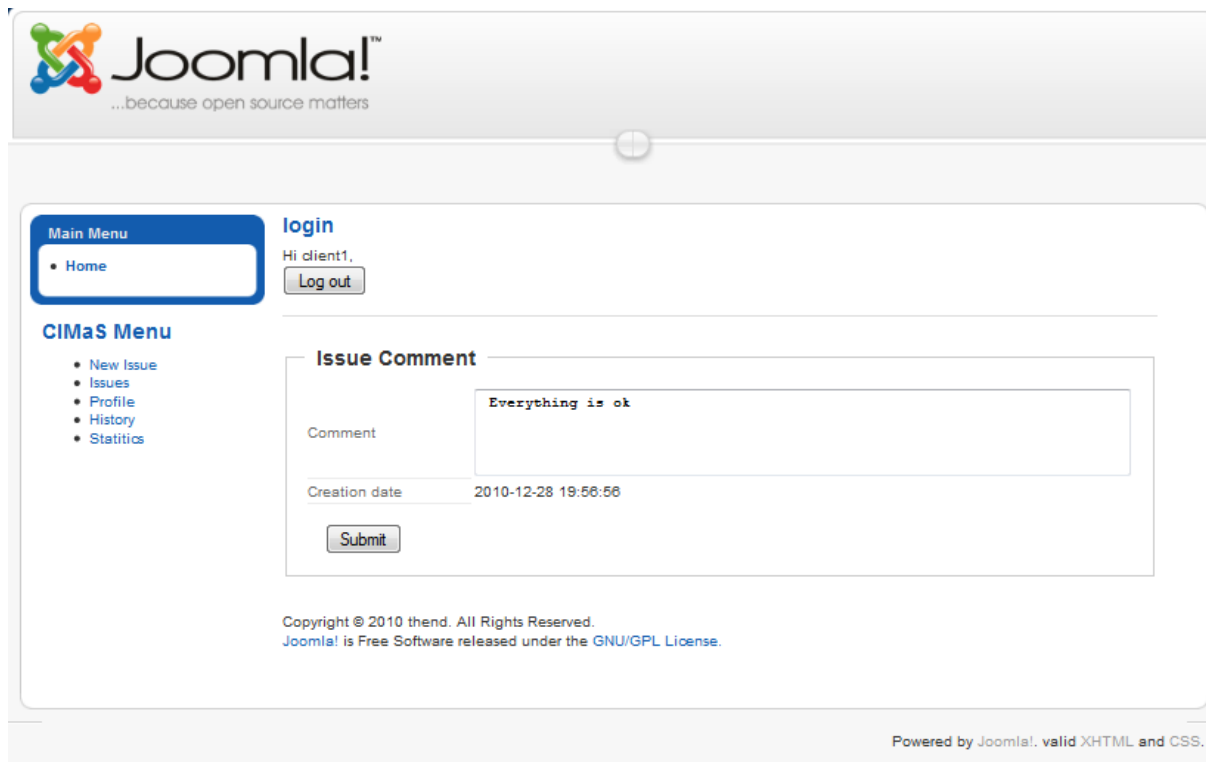 Joomla!™
...because open source matters
Main Menu
Home
CIMaS Menu
New Issue
Issues
Profile
History
Statitics
login
Hi client1,
Log out
Issue Comment
Comment
Everything is ok
Creation date 2010-12-28 19:56:56
Submit
Copyright © 2010 thend. All Rights Reserved.
Joomla! is Free Software released under the GNU/GPL License.
Powered by Joomla!. valid XHTML and CSS.